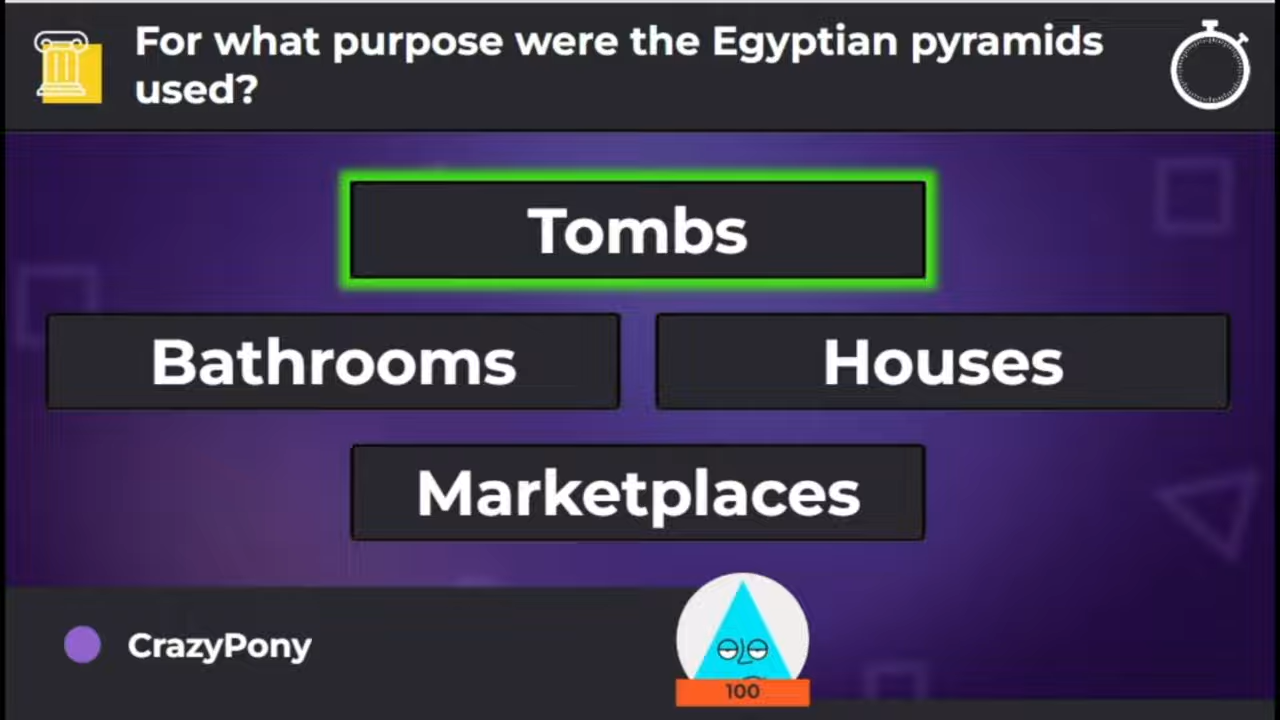 For what purpose were the Egyptian pyramids
used?
Tombs
Bathrooms
Houses
Marketplaces
CrazyPony
100